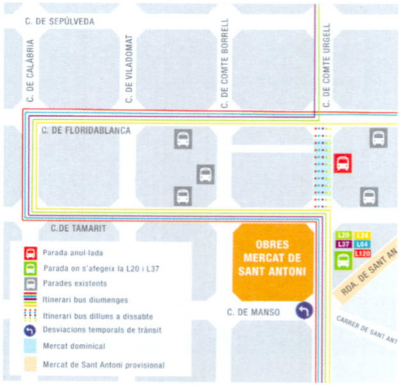 C. DE SEPÚLVEDA
C. DE CALÀBRIA
C. DE VILADOMAT
C. DE COMTE BORRELL
C. DE COMTE URGELL
C. DE FLORIDABLANCA
C.DE TAMARIT
L20 L24
L37 L64
L120
RDA. DE SANT AN
OBRES
MERCAT DE
SANT ANTONI
C. DE MANSO
CARRER DE SANT ANT
Parada anul·lada
Parada on s'afegeix la L20 i L37
Parades existents
Itinerari bus diumenges
Itinerari bus dilluns a dissabte
Desviacions temporals de trànsit
Mercat dominical
Mercat de Sant Antoni provisional